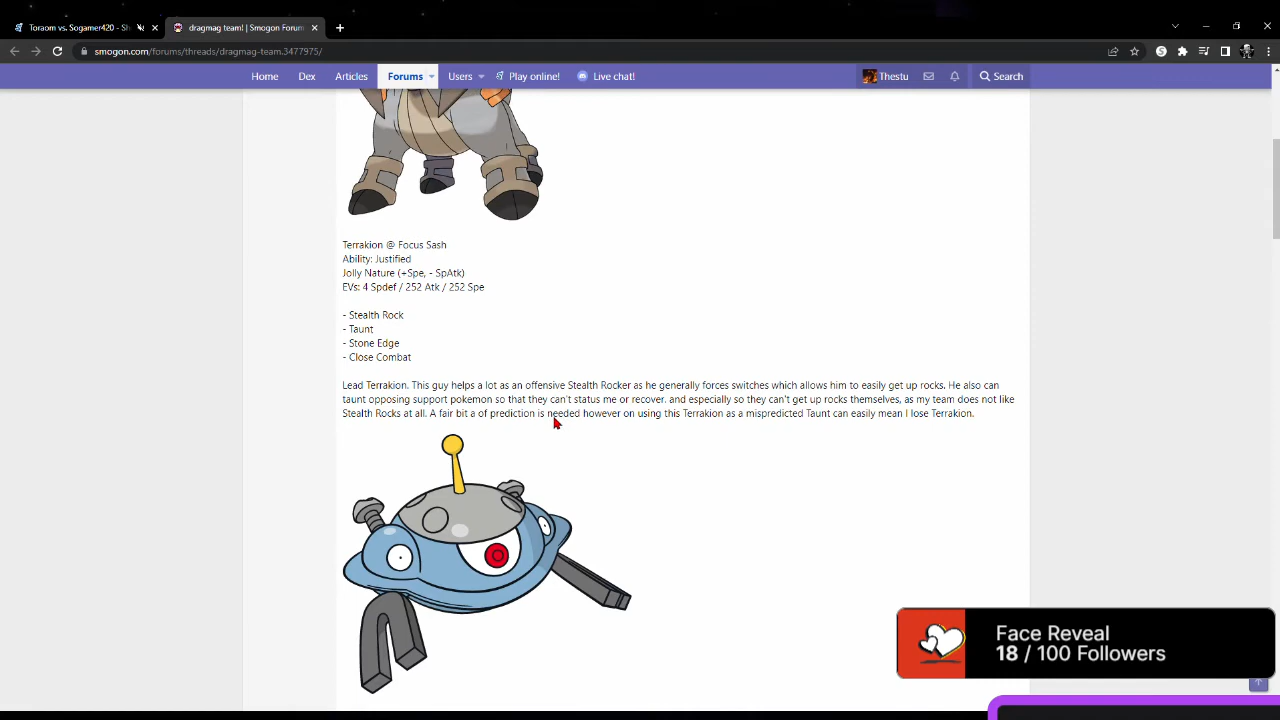 Toraom vs. Sogamer420 - Sh
dragmag team! | Smogon Forum
smogon.com/forums/threads/dragmag-team.3477975/
Home Dex Articles Forums Users Play online! Live chat! Thestu Search
Terrakion @ Focus Sash
Ability: Justified
Jolly Nature (+Spe, - SpAtk)
EVs: 4 Spdef / 252 Atk / 252 Spe
- Stealth Rock
- Taunt
- Stone Edge
- Close Combat
Lead Terrakion. This guy helps a lot as an offensive Stealth Rocker as he generally forces switches which allows him to easily get up rocks. He also can
taunt opposing support pokemon so that they can't status me or recover. and especially so they can't get up rocks themselves, as my team does not like
Stealth Rocks at all. A fair bit a of prediction is needed however on using this Terrakion as a mispredicted Taunt can easily mean I lose Terrakion.
Face Reveal
18 / 100 Followers